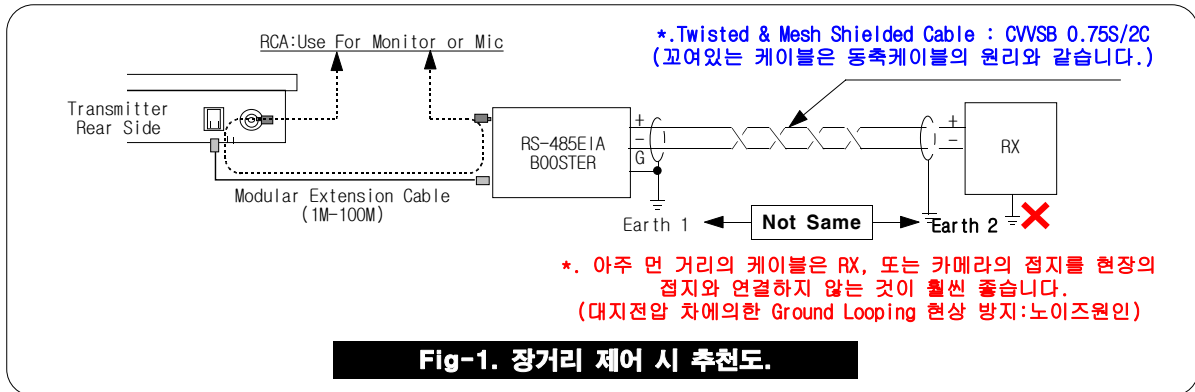 *.Twisted & Mesh Shielded Cable : CVVSB 0.75S/2C
(꼬여있는 케이블은 동축케이블의 원리와 같습니다.)
RCA:Use For Monitor or Mic
Transmitter
Rear Side
RS-485EIA
BOOSTER
+
-
G
+
-
RX
Modular Extension Cable
(1M-100M)
Earth 1
Not Same
Earth 2
*. 아주 먼 거리의 케이블은 RX, 또는 카메라의 접지를 현장의
접지와 연결하지 않는 것이 훨씬 좋습니다.
(대지전압 차에의한 Ground Looping 현상 방지:노이즈원인)
Fig-1. 장거리 제어 시 추천도.